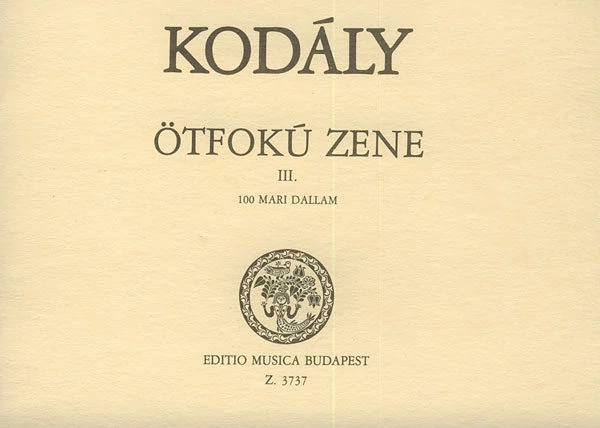 KODÁLY
ÖTFOKÚ ZENE
III.
100 MARI DALLAM
EDITIO MUSICA BUDAPEST
Z. 3737